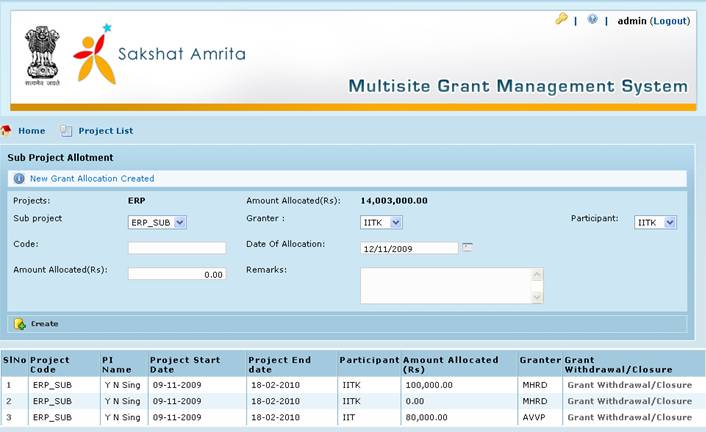 admin (Logout)
सत्यमेव जयते
Sakshat Amrita
Multisite Grant Management System
Home Project List
Sub Project Allotment
New Grant Allocation Created
Projects: ERP Amount Allocated(Rs): 14,003,000.00
Sub project ERP_SUB Granter : IITK Participant: IITK
Code: Date Of Allocation: 12/11/2009
Amount Allocated(Rs): 0.00 Remarks:
Create
SlNo Project Code PI Name Project Start Date Project End date Participant Amount Allocated (Rs) Granter Grant Withdrawal/Closure
1 ERP_SUB Y N Sing 09-11-2009 18-02-2010 IITK 100,000.00 MHRD Grant Withdrawal/Closure
2 ERP_SUB Y N Sing 09-11-2009 18-02-2010 IITK 0.00 MHRD Grant Withdrawal/Closure
3 ERP_SUB Y N Sing 09-11-2009 18-02-2010 IIT 80,000.00 AVVP Grant Withdrawal/Closure